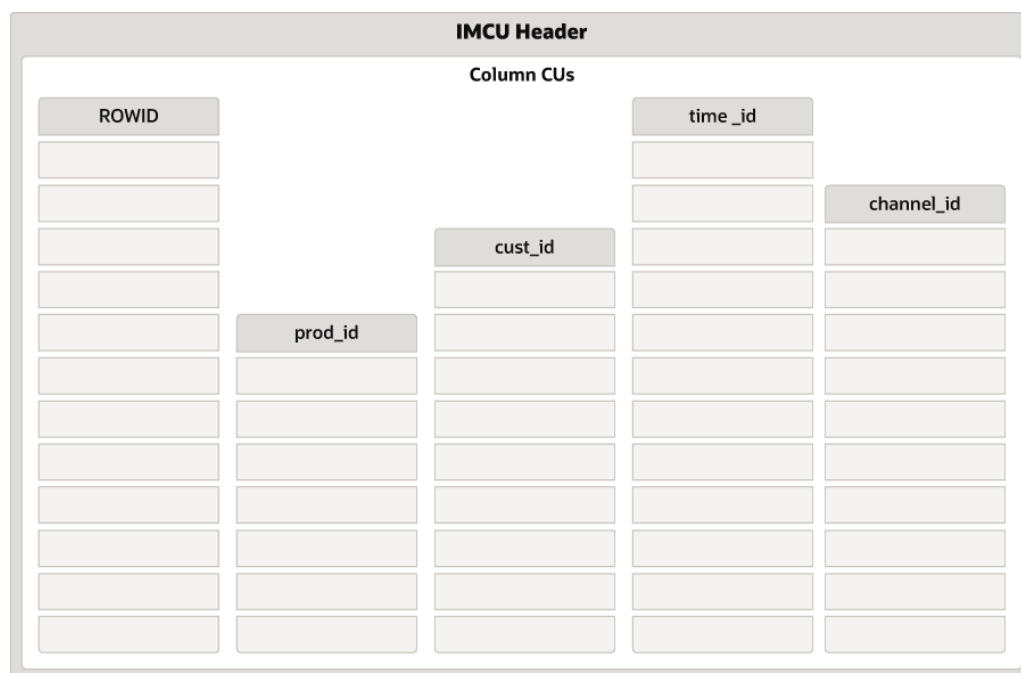 IMCU Header
Column CUs
ROWID
time _id
channel_id
cust_id
prod_id